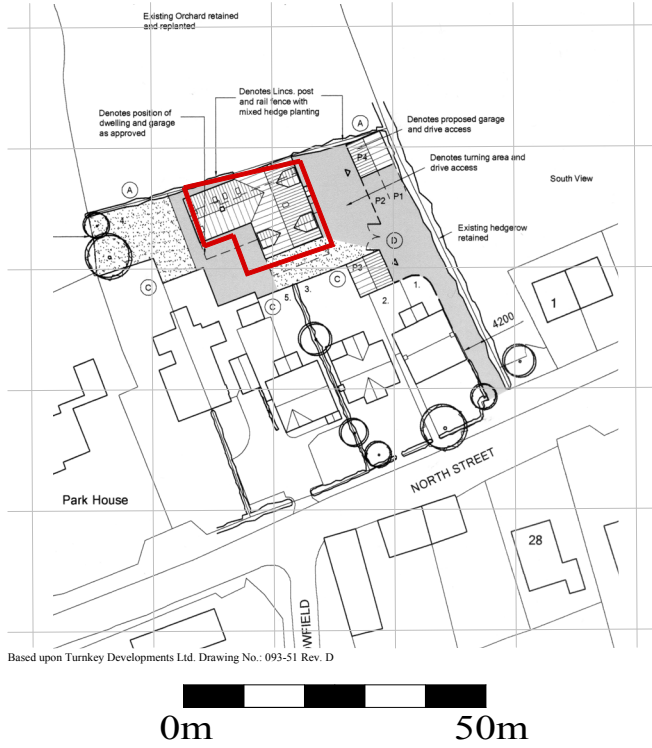 Existing Orchard retained
and replanted
Denotes Lincs. post
and rail fence with
mixed hedge planting
Denotes position of
dwelling and garage
as approved
A
Denotes proposed garage
and drive access
Denotes turning area and
drive access
P4
South View
A
P2
P1
4.
Existing hedgerow
retained
D
C
P3
C
C
5.
3.
2.
1.
1
4200
Park House
NORTH STREET
28
OWFIELD
Based upon Turnkey Developments Ltd. Drawing No.: 093-51 Rev. D
0m
50m